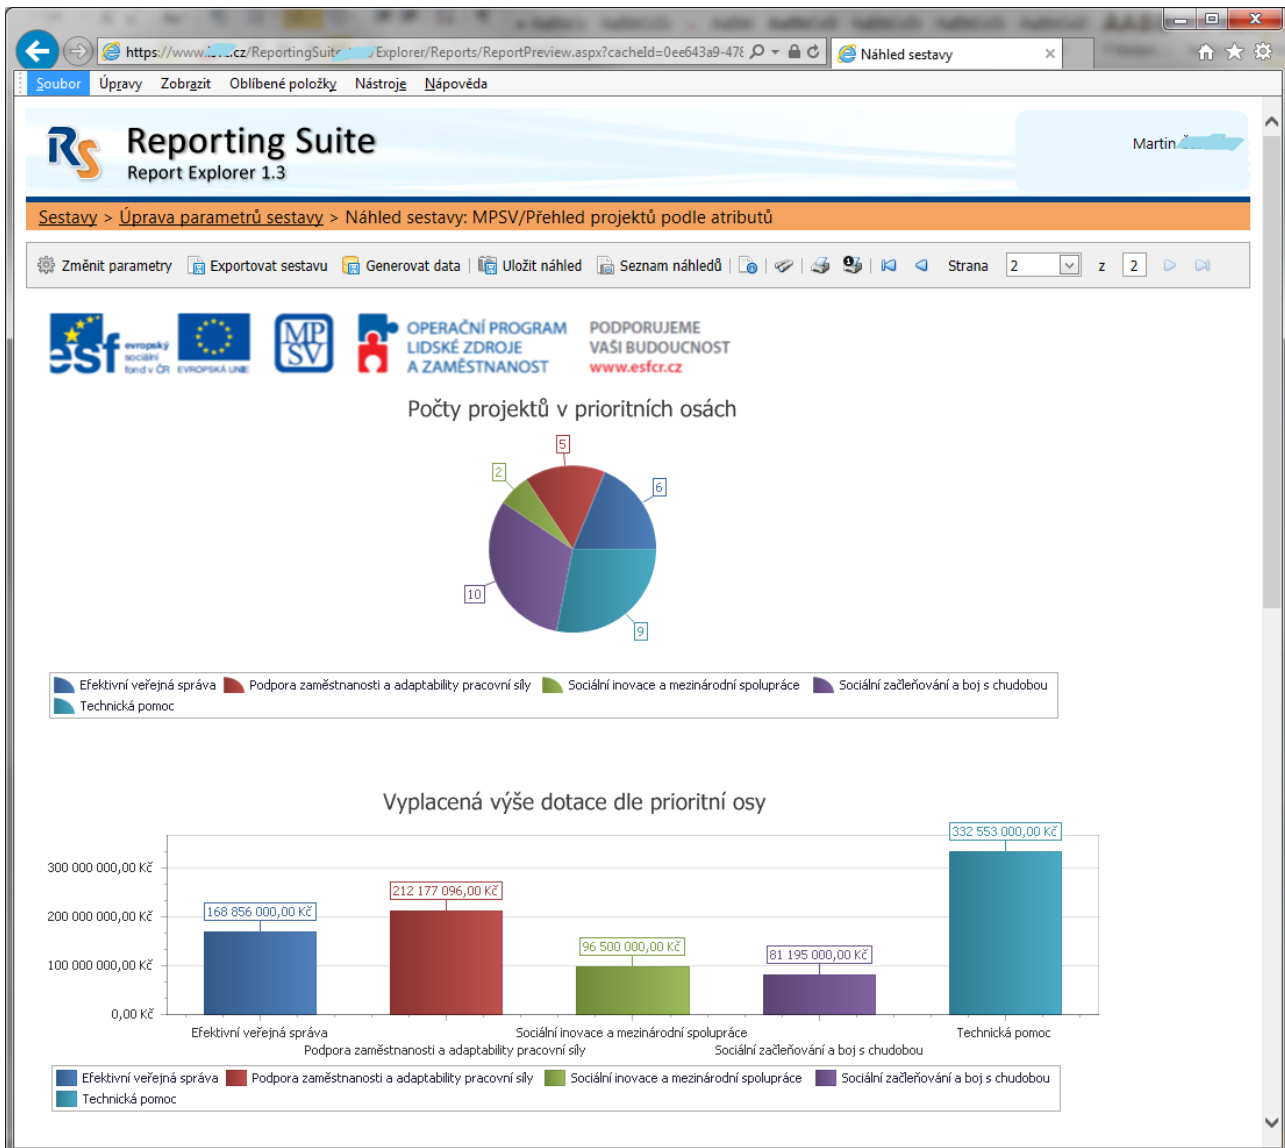 https://www. .cz/ReportingSuite /Explorer/Reports/ReportPreview.aspx?cacheId=0ee643a9-478
Náhled sestavy
Soubor Úpravy Zobrazit Oblíbené položky Nástroje Nápověda
RS Reporting Suite
Report Explorer 1.3
Martin
Sestavy > Úprava parametrů sestavy > Náhled sestavy: MPSV/Přehled projektů podle atributů
Změnit parametry Exportovat sestavu Generovat data | Uložit náhled Seznam náhledů | | | Strana 2 z 2
esf evropský sociální fond v ČR EVROPSKÁ UNIE
MPSV
OPERAČNÍ PROGRAM
LIDSKÉ ZDROJE
A ZAMĚSTNANOST
PODPORUJEME
VAŠI BUDOUCNOST
www.esfcr.cz
Počty projektů v prioritních osách
5
2
6
10
9
Efektivní veřejná správa Podpora zaměstnanosti a adaptability pracovní síly Sociální inovace a mezinárodní spolupráce Sociální začleňování a boj s chudobou
Technická pomoc
Vyplacená výše dotace dle prioritní osy
332 553 000,00 Kč
300 000 000,00 Kč
212 177 096,00 Kč
200 000 000,00 Kč
168 856 000,00 Kč
96 500 000,00 Kč
81 195 000,00 Kč
100 000 000,00 Kč
0,00 Kč
Efektivní veřejná správa Sociální inovace a mezinárodní spolupráce Technická pomoc
Podpora zaměstnanosti a adaptability pracovní síly Sociální začleňování a boj s chudobou
Efektivní veřejná správa Podpora zaměstnanosti a adaptability pracovní síly Sociální inovace a mezinárodní spolupráce Sociální začleňování a boj s chudobou
Technická pomoc